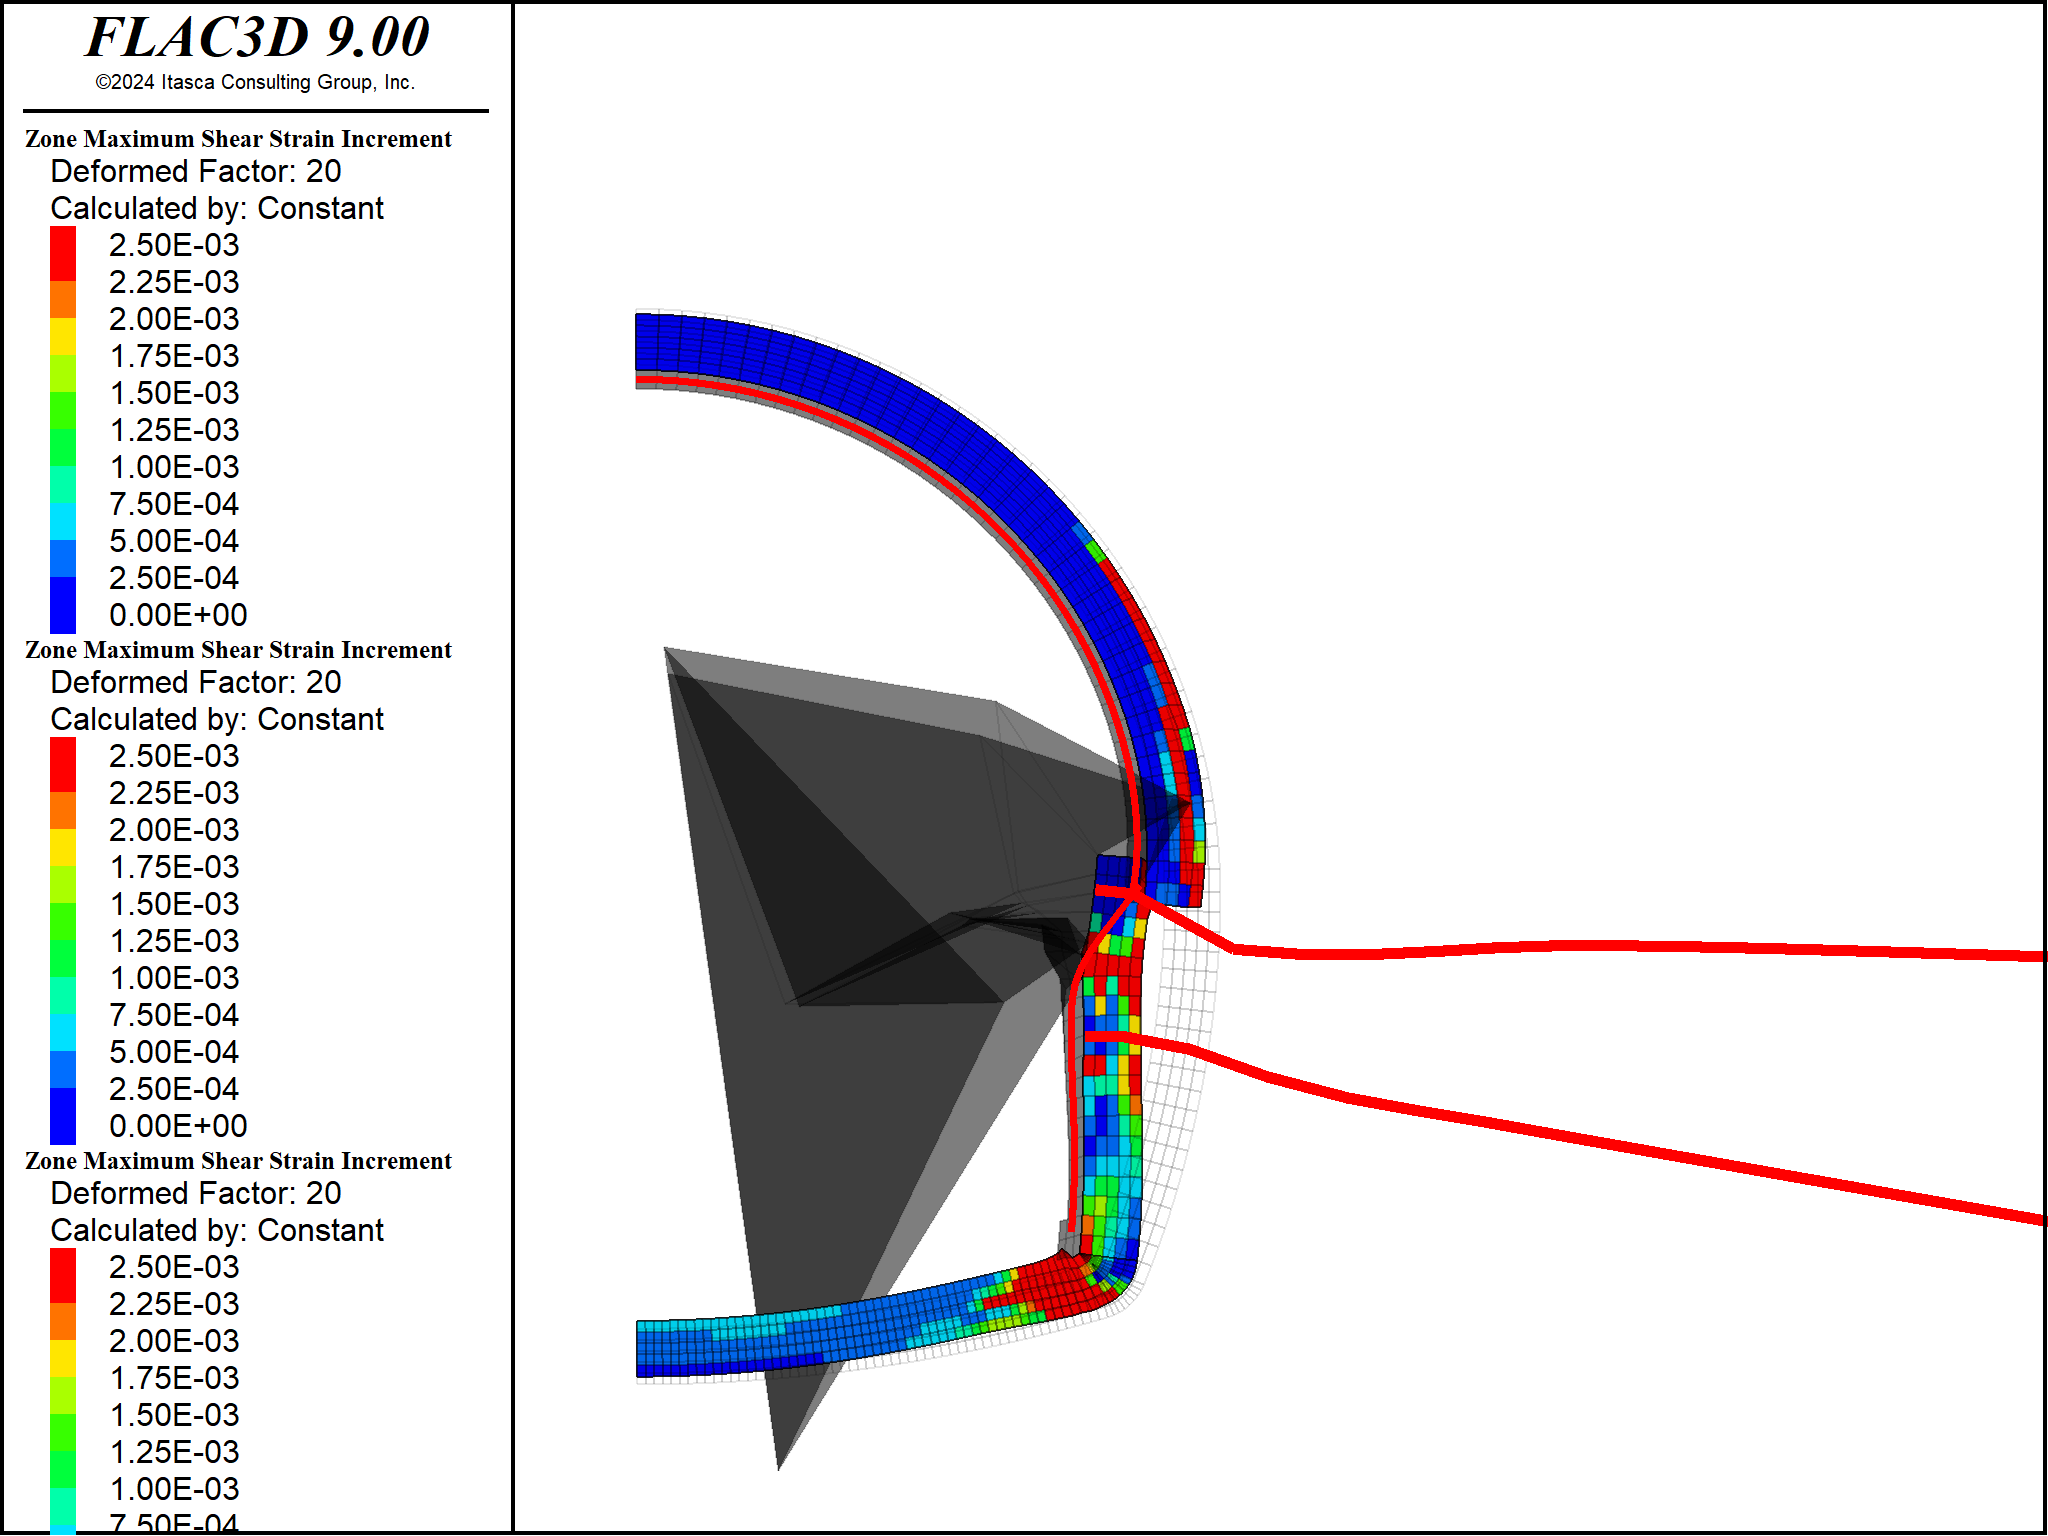 FLAC3D 9.00
©2024 Itasca Consulting Group, Inc.
Zone Maximum Shear Strain Increment
Deformed Factor: 20
Calculated by: Constant
2.50E-03
2.25E-03
2.00E-03
1.75E-03
1.50E-03
1.25E-03
1.00E-03
7.50E-04
5.00E-04
2.50E-04
0.00E+00
Zone Maximum Shear Strain Increment
Deformed Factor: 20
Calculated by: Constant
2.50E-03
2.25E-03
2.00E-03
1.75E-03
1.50E-03
1.25E-03
1.00E-03
7.50E-04
5.00E-04
2.50E-04
0.00E+00
Zone Maximum Shear Strain Increment
Deformed Factor: 20
Calculated by: Constant
2.50E-03
2.25E-03
2.00E-03
1.75E-03
1.50E-03
1.25E-03
1.00E-03
7.50E-04